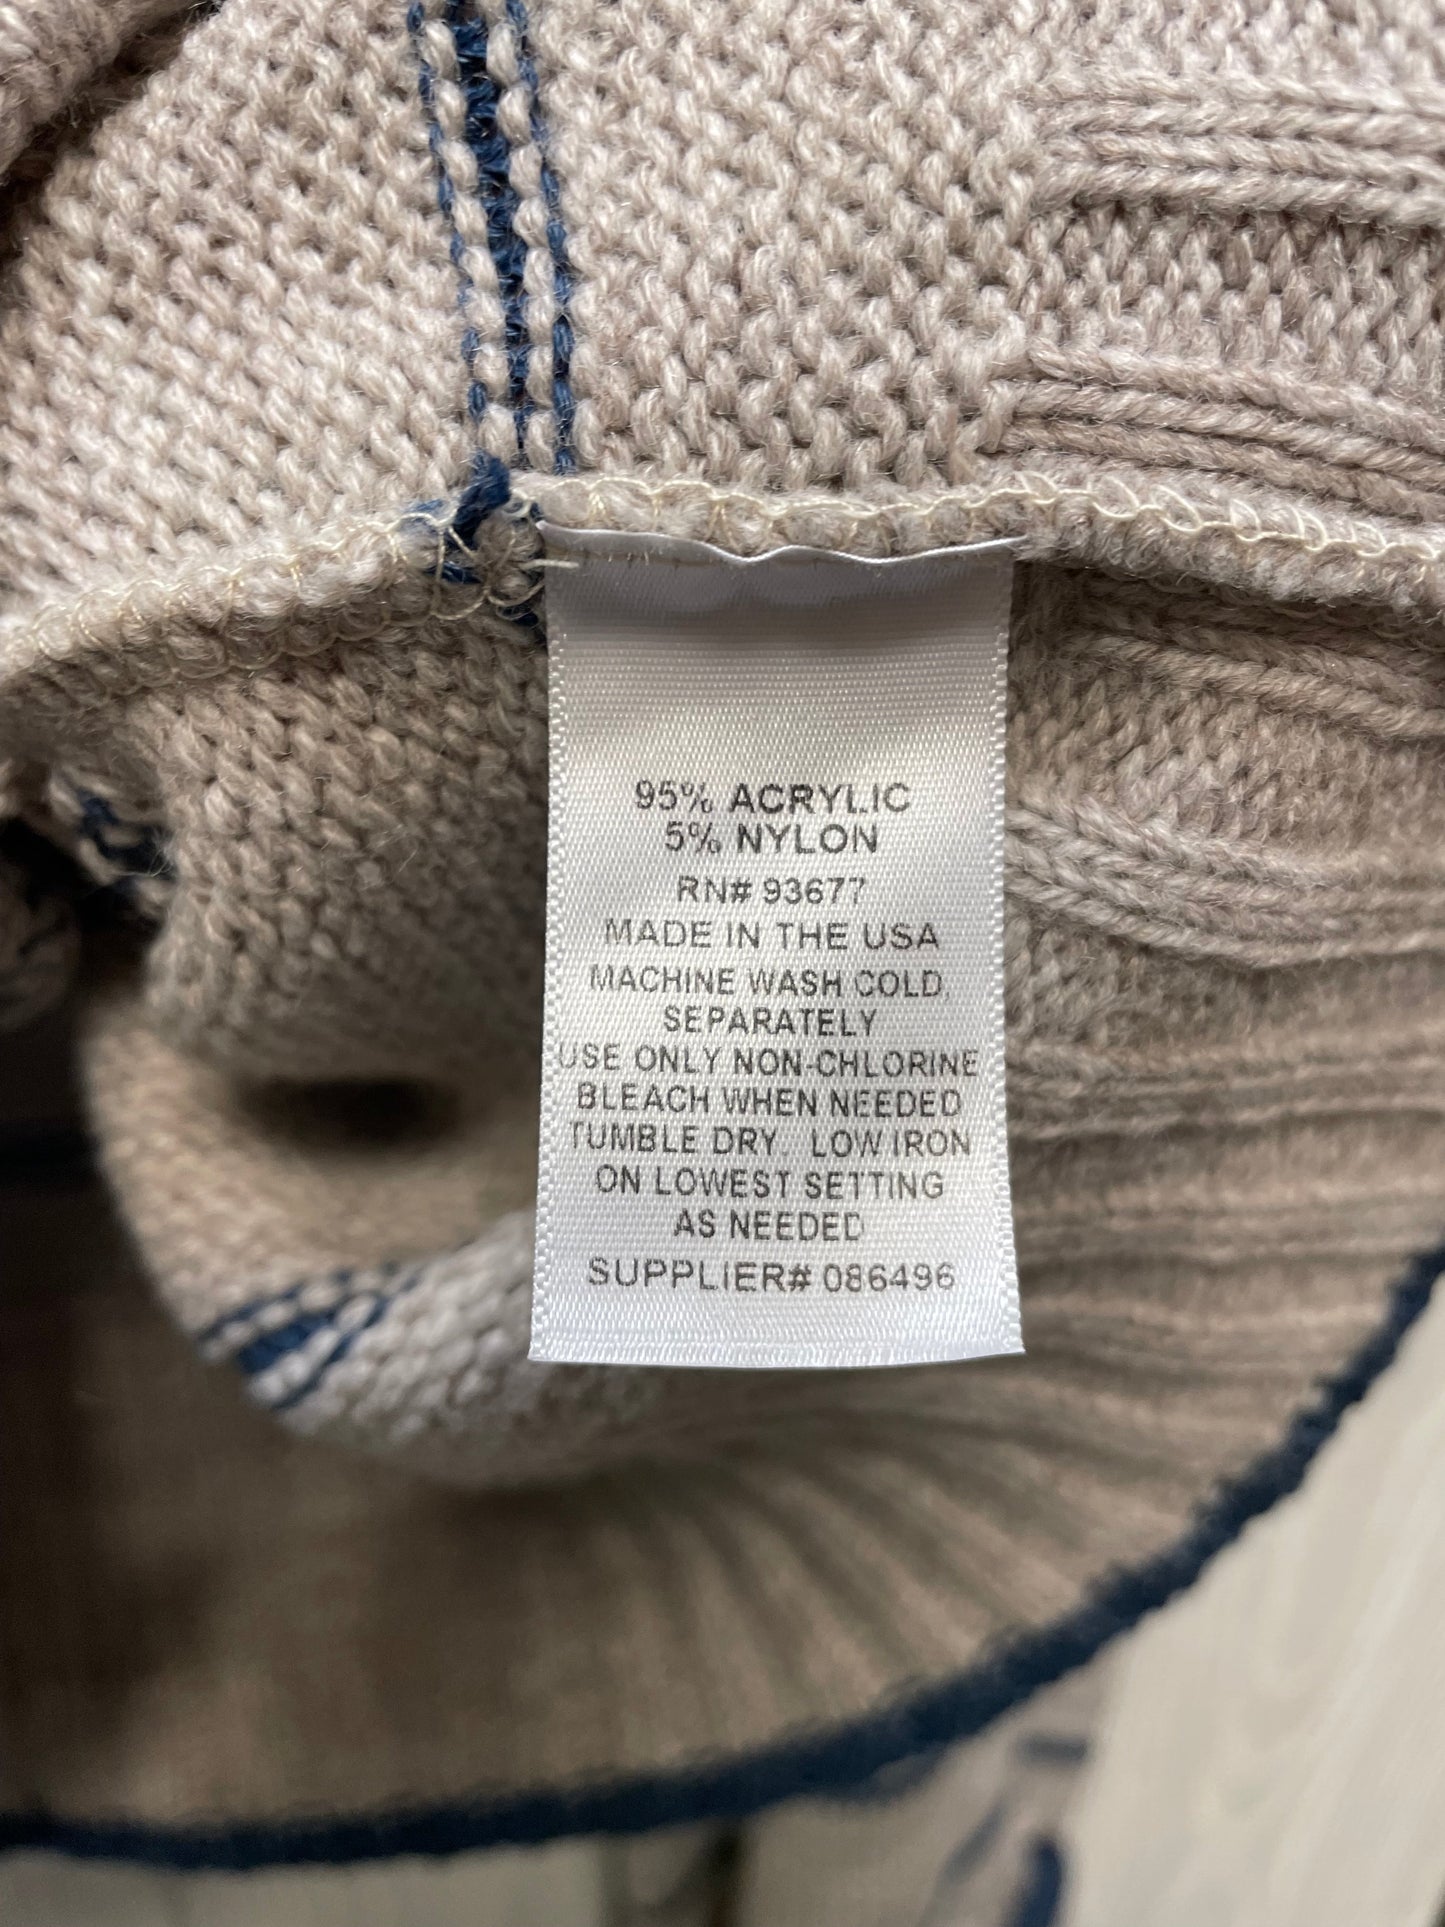 95% ACRYLIC
5% NYLON
RN# 93677
MADE IN THE USA
MACHINE WASH COLD,
SEPARATELY
USE ONLY NON-CHLORINE
BLEACH WHEN NEEDED
TUMBLE DRY. LOW IRON
ON LOWEST SETTING
AS NEEDED
SUPPLIER# 086496